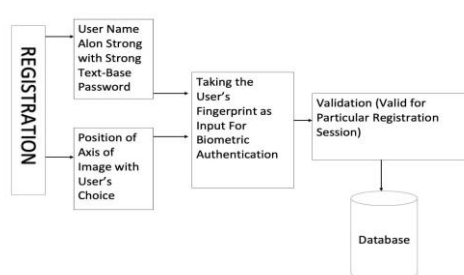 REGISTRATION
User Name
Alon Strong
with Strong
Text-Base
Password
Position of
Axis of
Image with
User's
Choice
Taking the
User's
Fingerprint as
Input For
Biometric
Authentication
Validation (Valid for
Particular Registration
Session)
Database